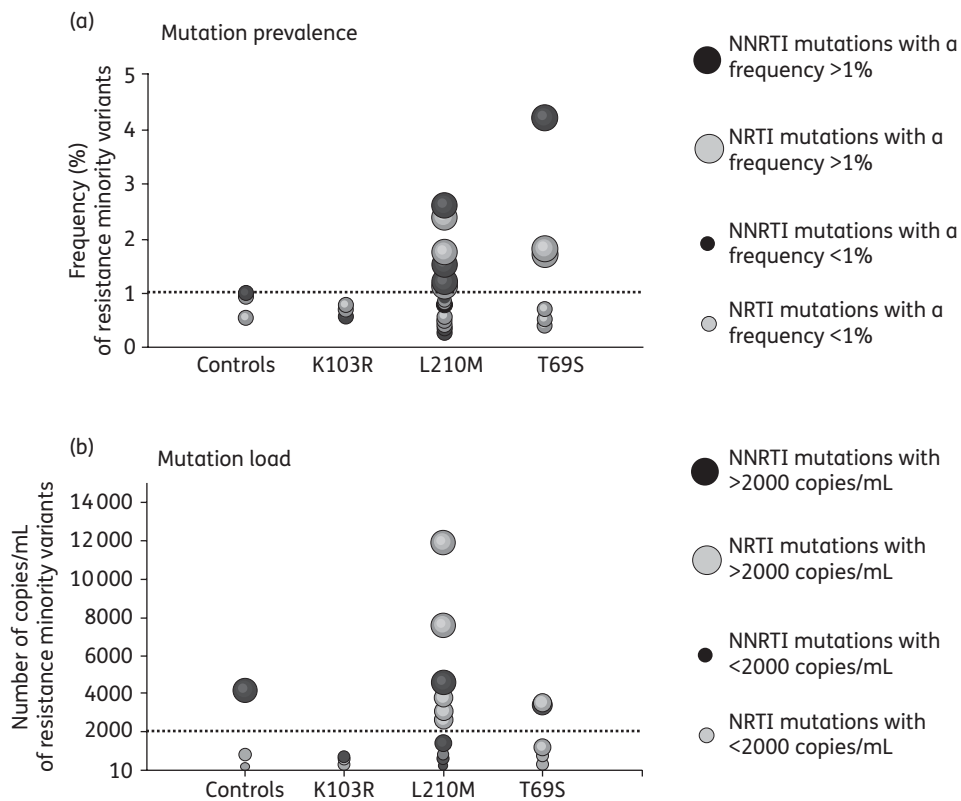 (a)
Mutation prevalence
Frequency (%)
of resistance minority variants
5
4
3
2
1
0
Controls K103R L210M T69S
NNRTI mutations with a
frequency >1%
NRTI mutations with a
frequency >1%
NNRTI mutations with a
frequency <1%
NRTI mutations with a
frequency <1%
(b)
Mutation load
Number of copies/mL
of resistance minority variants
14 000
12 000
10 000
8000
6000
4000
2000
10
Controls K103R L210M T69S
NNRTI mutations with
>2000 copies/mL
NRTI mutations with
>2000 copies/mL
NNRTI mutations with
<2000 copies/mL
NRTI mutations with
<2000 copies/mL